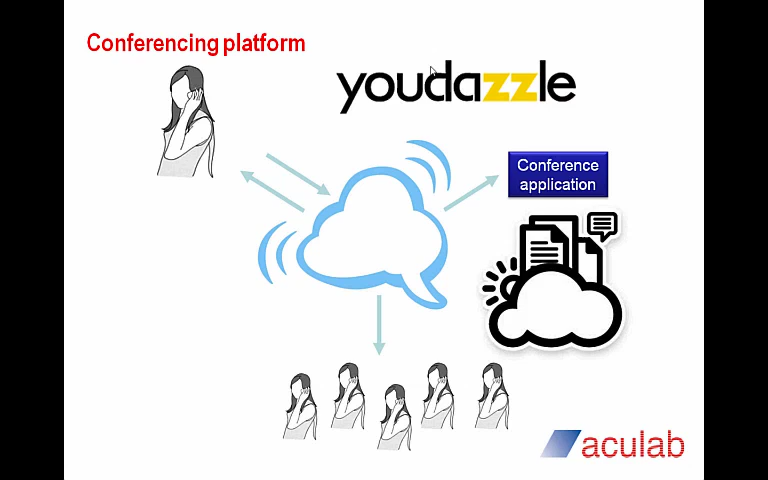 Conferencing platform
youdazzle
Conference
application
aculab